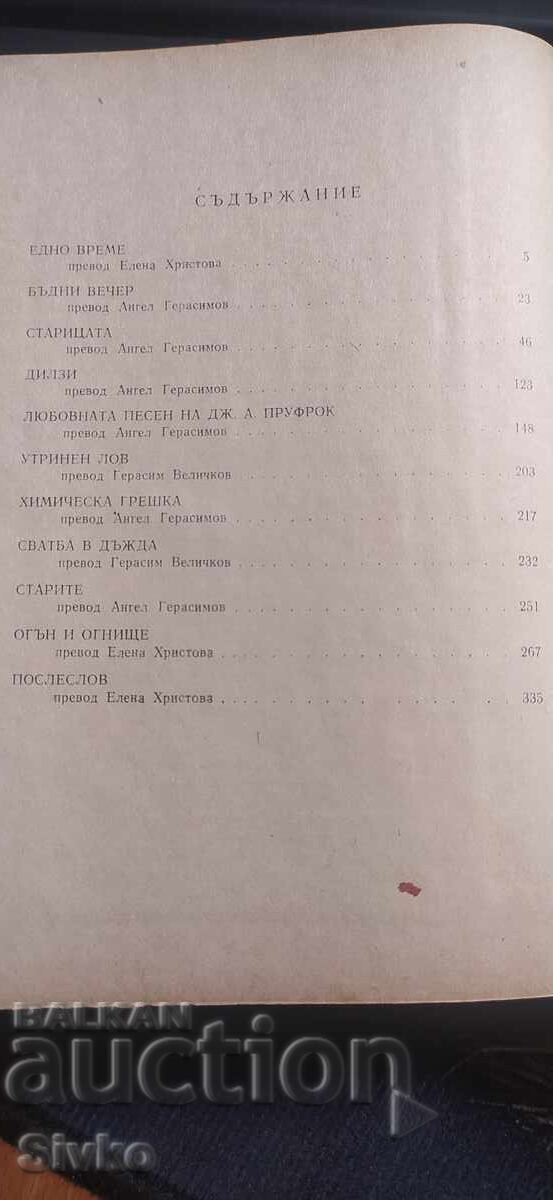 СЪДЪРЖАНИЕ
ЕДНО ВРЕМЕ
превод Елена Христова . . . . . . . . . . . . . . 5
БЪДНИ ВЕЧЕР
превод Ангел Герасимов . . . . . . . . . . . . . . 23
СТАРИЦАТА
превод Ангел Герасимов . . . . . . . . . . . . . . 46
ДИЛЗИ
превод Ангел Герасимов . . . . . . . . . . . . . . 123
ЛЮБОВНАТА ПЕСЕН НА ДЖ. А. ПРУФРОК
превод Ангел Герасимов . . . . . . . . . . . . . . 148
УТРИНЕН ЛОВ
превод Герасим Величков . . . . . . . . . . . . . . 203
ХИМИЧЕСКА ГРЕШКА
превод Ангел Герасимов . . . . . . . . . . . . . . 217
СВАТБА В ДЪЖДА
превод Герасим Величков . . . . . . . . . . . . . . 232
СТАРИТЕ
превод Ангел Герасимов . . . . . . . . . . . . . . 251
ОГЪН И ОГНИЩЕ
превод Елена Христова . . . . . . . . . . . . . . 267
ПОСЛЕСЛОВ
превод Елена Христова . . . . . . . . . . . . . . 335
BALKAN
auction
Sivko